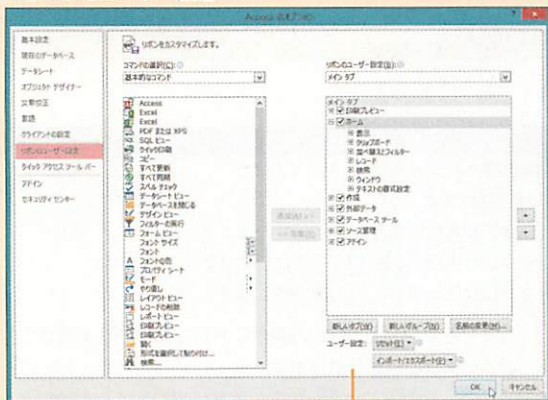 Access のオプション
基本設定
現在のデータベース
データシート
オブジェクト デザイナー
文章校正
言語
クライアントの設定
リボンのユーザー設定
クイック アクセス ツール バー
アドイン
セキュリティ センター
リボンをカスタマイズします。
コマンドの選択(C):
基本的なコマンド
Access
Excel
Excel
PDF または XPS
SQL ビュー
クイック印刷
コピー
すべて更新
すべて同期
スペル チェック
データシート ビュー
データベースを閉じる
デザイン ビュー
フィルターの実行
フォーム ビュー
フォント サイズ
フォント
フォントの色
プロパティ シート
モード
やり直し
レイアウト ビュー
レコードの削除
レポート ビュー
印刷プレビュー
印刷プレビュー
開く
形式を選択して貼り付け...
検索...
追加(A) >>
<< 削除(R)
リボンのユーザー設定(B):
メイン タブ
メイン タブ
印刷プレビュー
ホーム
表示
クリップボード
並べ替えとフィルター
レコード
検索
ウィンドウ
テキストの書式設定
作成
外部データ
データベース ツール
ソース管理
アドイン
新しいタブ(W) 新しいグループ(N) 名前の変更(M)...
ユーザー設定: リセット(E)
インポート/エクスポート(P)
OK キャンセル